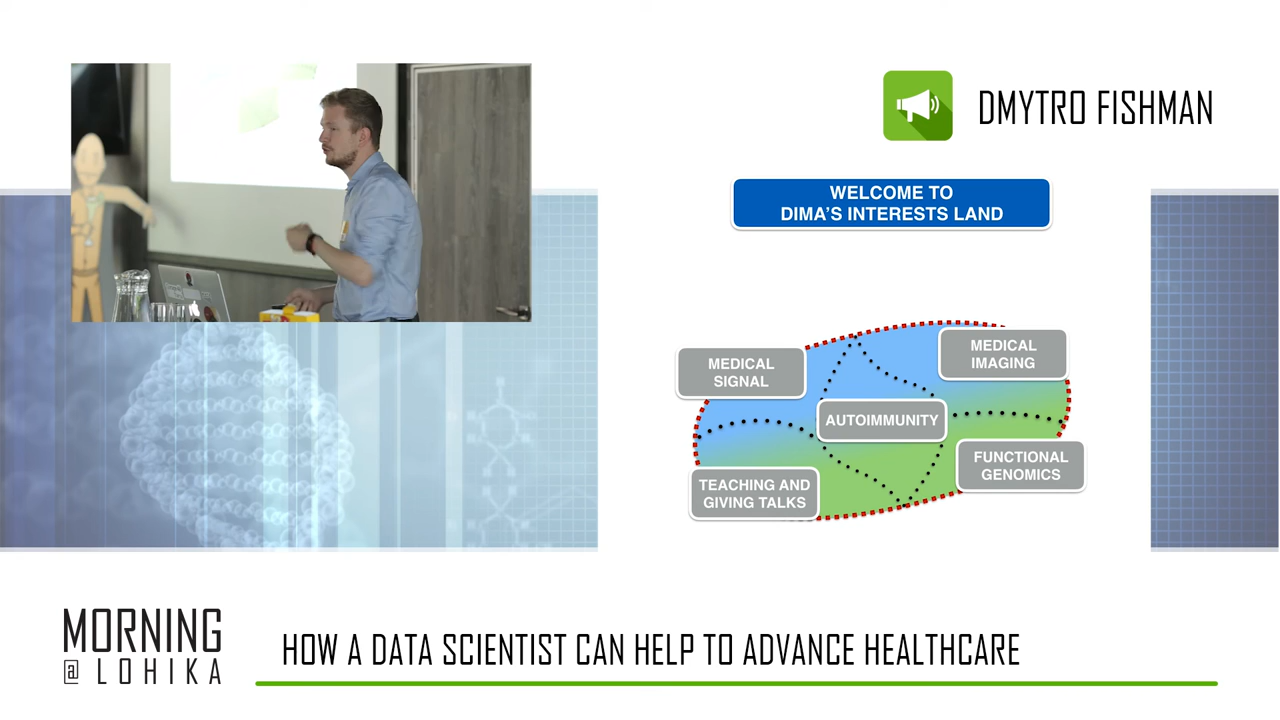 DMYTRO FISHMAN
WELCOME TO
DIMA'S INTERESTS LAND
MEDICAL
SIGNAL
MEDICAL
IMAGING
AUTOIMMUNITY
TEACHING AND
GIVING TALKS
FUNCTIONAL
GENOMICS
MORNING
@ LOHIKA
HOW A DATA SCIENTIST CAN HELP TO ADVANCE HEALTHCARE